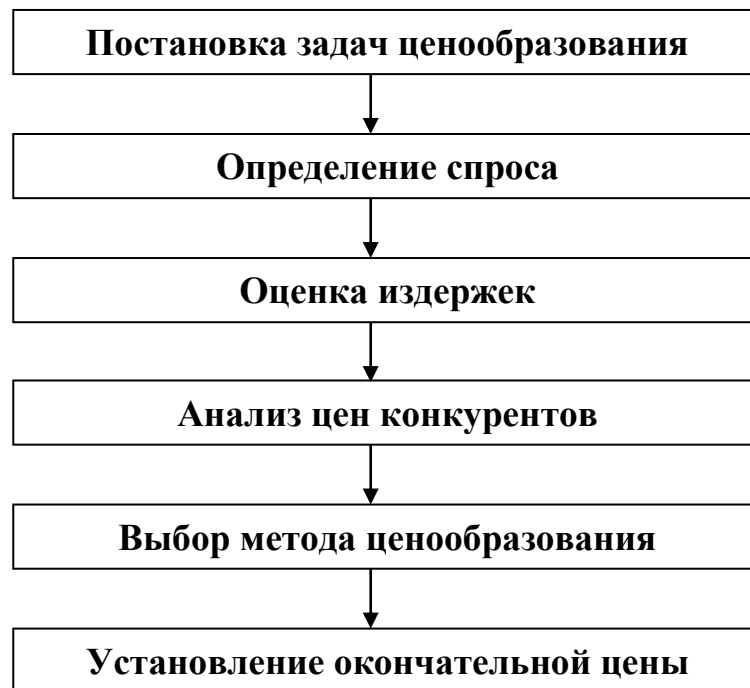 Постановка задач ценообразования
Определение спроса
Оценка издержек
Анализ цен конкурентов
Выбор метода ценообразования
Установление окончательной цены